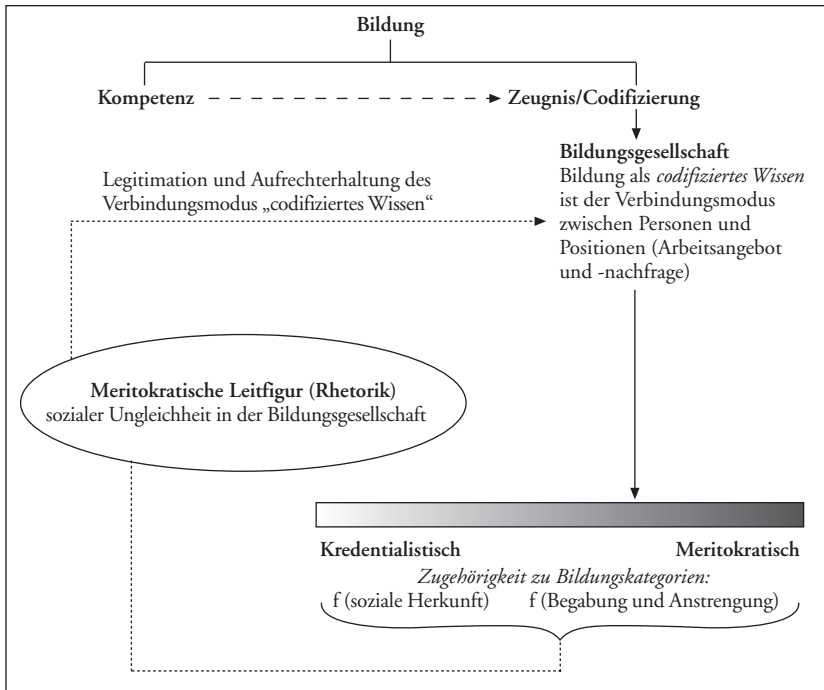 Bildung
Kompetenz
Zeugnis/Codifizierung
Bildungsgesellschaft
Bildung als codifiziertes Wissen
ist der Verbindungsmodus
zwischen Personen und
Positionen (Arbeitsangebot
und -nachfrage)
Legitimation und Aufrechterhaltung des
Verbindungsmodus „codifiziertes Wissen“
Meritokratische Leitfigur (Rhetorik)
sozialer Ungleichheit in der Bildungsgesellschaft
Kredentialistisch
Meritokratisch
Zugehörigkeit zu Bildungskategorien:
f (soziale Herkunft)
f (Begabung und Anstrengung)